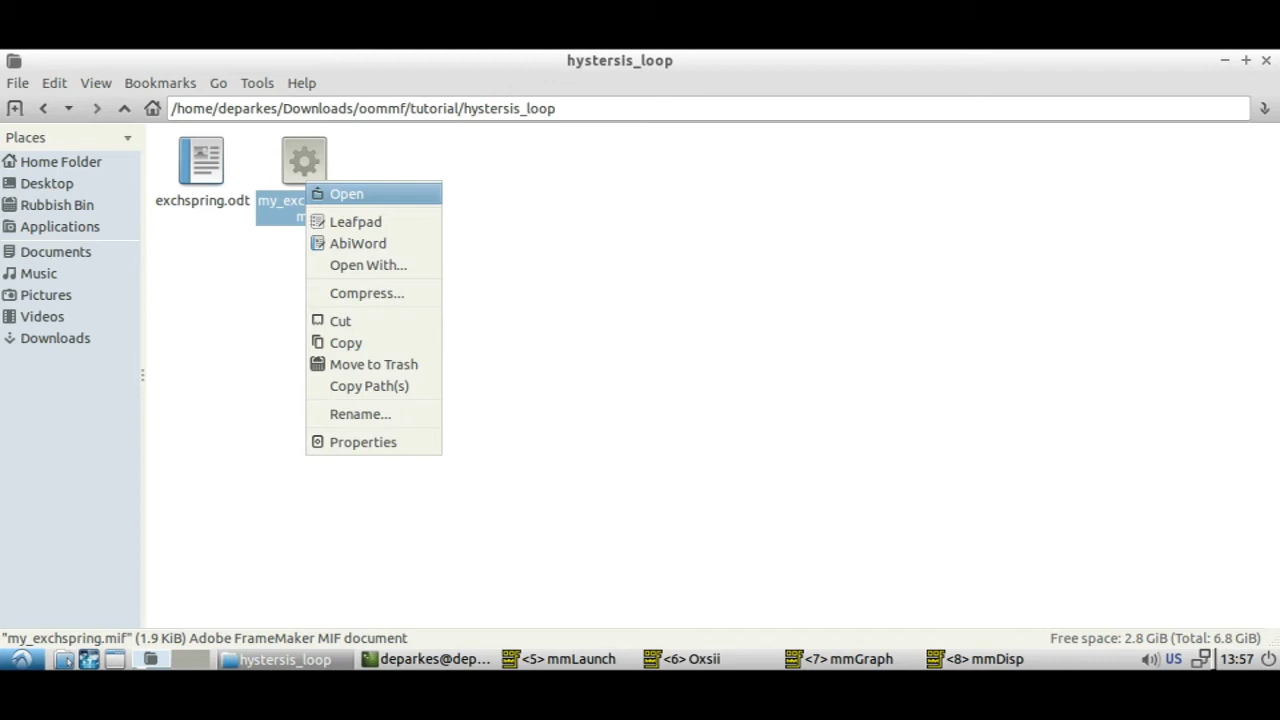 hystersis_loop
File Edit View Bookmarks Go Tools Help
/home/deparkes/Downloads/oommf/tutorial/hystersis_loop
Places
Home Folder
Desktop
Rubbish Bin
Applications
Documents
Music
Pictures
Videos
Downloads
exchspring.odt
my_exc
m
Open
Leafpad
AbiWord
Open With...
Compress...
Cut
Copy
Move to Trash
Copy Path(s)
Rename...
Properties
"my_exchspring.mif" (1.9 KiB) Adobe FrameMaker MIF document
Free space: 2.8 GiB (Total: 6.8 GiB)
hystersis_loop deparkes@dep... <5> mmLaunch <6> Oxsii <7> mmGraph <8> mmDisp US 13:57